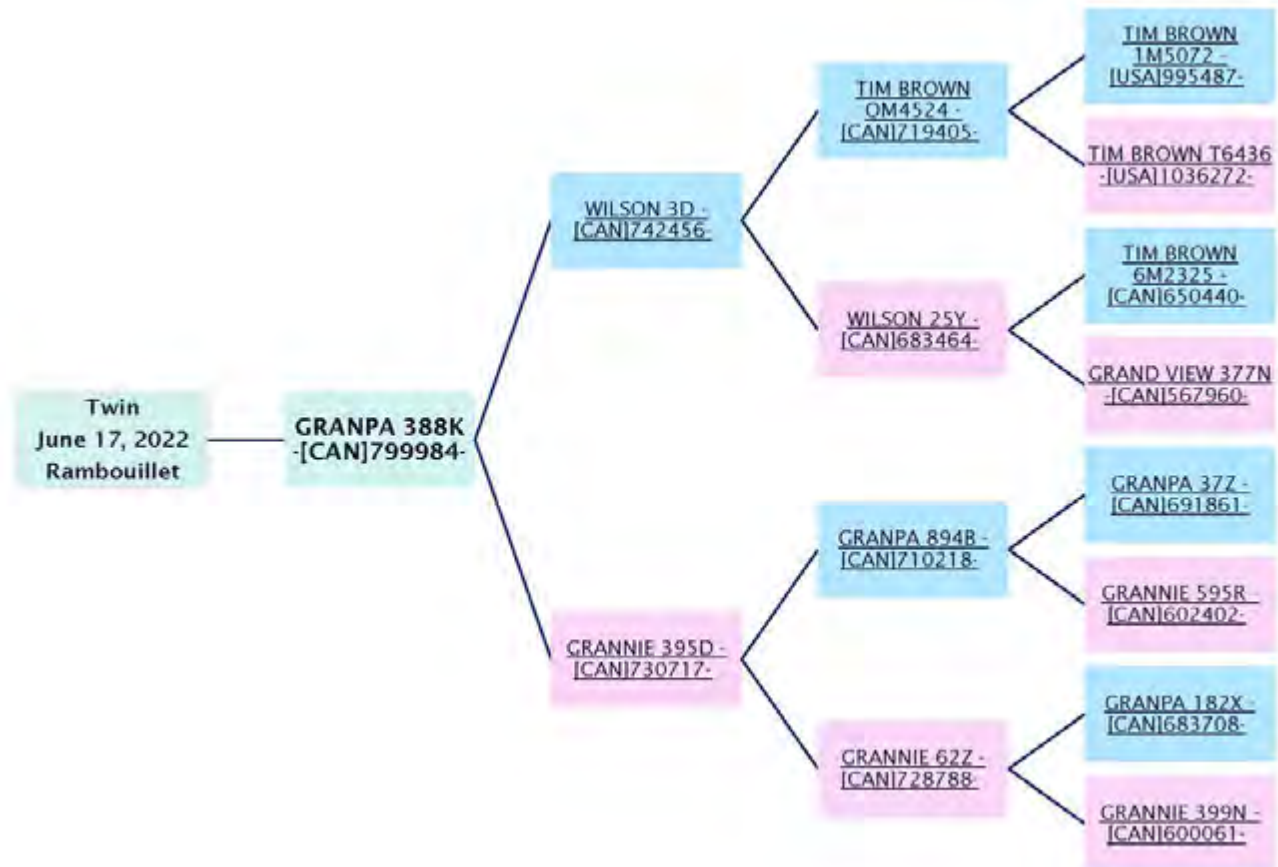 Twin
June 17, 2022
Rambouillet
GRANPA 388K
-[CAN]799984-
WILSON 3D -
[CAN]742456-
GRANNIE 395D -
[CAN]730717-
TIM BROWN
QM4524 -
[CAN]719405-
WILSON 25Y -
[CAN]683464-
GRANPA 894B -
[CAN]710218-
GRANNIE 62Z -
[CAN]728788-
TIM BROWN
1M5072 -
[USA]995487-
TIM BROWN T6436
-[USA]1036272-
TIM BROWN
6M2325 -
[CAN]650440-
GRAND VIEW 377N
-[CAN]567960-
GRANPA 37Z -
[CAN]691861-
GRANNIE 595R -
[CAN]602402-
GRANPA 182X -
[CAN]683708-
GRANNIE 399N -
[CAN]600061-